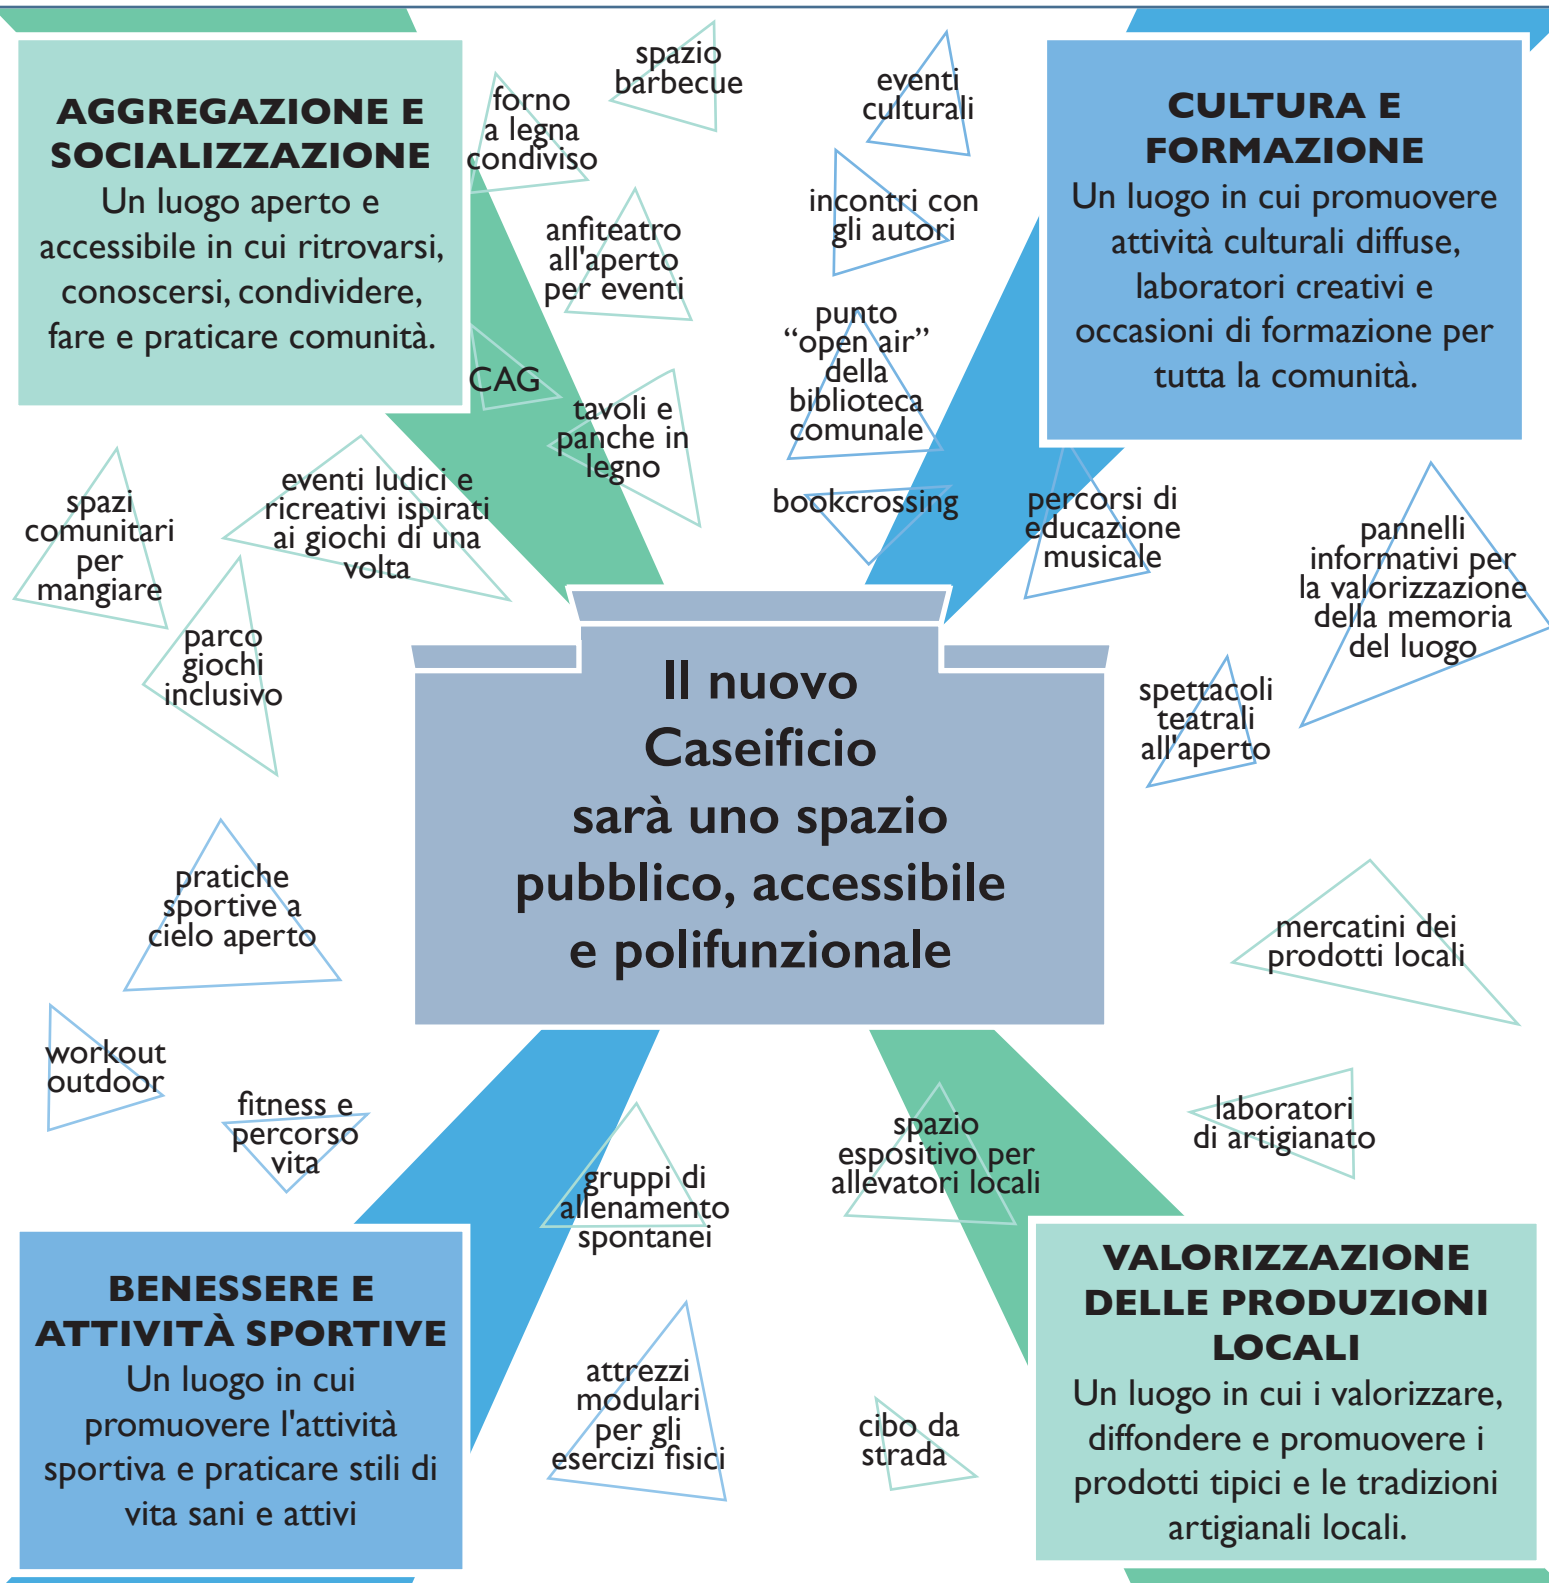 AGGREGAZIONE E
SOCIALIZZAZIONE
Un luogo aperto e
accessibile in cui ritrovarsi,
conoscersi, condividere,
fare e praticare comunità.
forno
a legna
condiviso
spazio
barbecue
anfiteatro
all'aperto
per eventi
CAG
tavoli e
panche in
legno
eventi ludici e
ricreativi ispirati
ai giochi di una
volta
spazi
comunitari
per
mangiare
parco
giochi
inclusivo
eventi
culturali
incontri con
gli autori
punto
“open air”
della
biblioteca
comunale
bookcrossing
CULTURA E
FORMAZIONE
Un luogo in cui promuovere
attività culturali diffuse,
laboratori creativi e
occasioni di formazione per
tutta la comunità.
percorsi di
educazione
musicale
pannelli
informativi per
la valorizzazione
della memoria
del luogo
spettacoli
teatrali
all'aperto
Il nuovo
Caseificio
sarà uno spazio
pubblico, accessibile
e polifunzionale
pratiche
sportive a
cielo aperto
workout
outdoor
fitness e
percorso
vita
gruppi di
allenamento
spontanei
attrezzi
modulari
per gli
esercizi fisici
BENESSERE E
ATTIVITÀ SPORTIVE
Un luogo in cui
promuovere l'attività
sportiva e praticare stili di
vita sani e attivi
mercatini dei
prodotti locali
laboratori
di artigianato
spazio
espositivo per
allevatori locali
cibo da
strada
VALORIZZAZIONE
DELLE PRODUZIONI
LOCALI
Un luogo in cui i valorizzare,
diffondere e promuovere i
prodotti tipici e le tradizioni
artigianali locali.